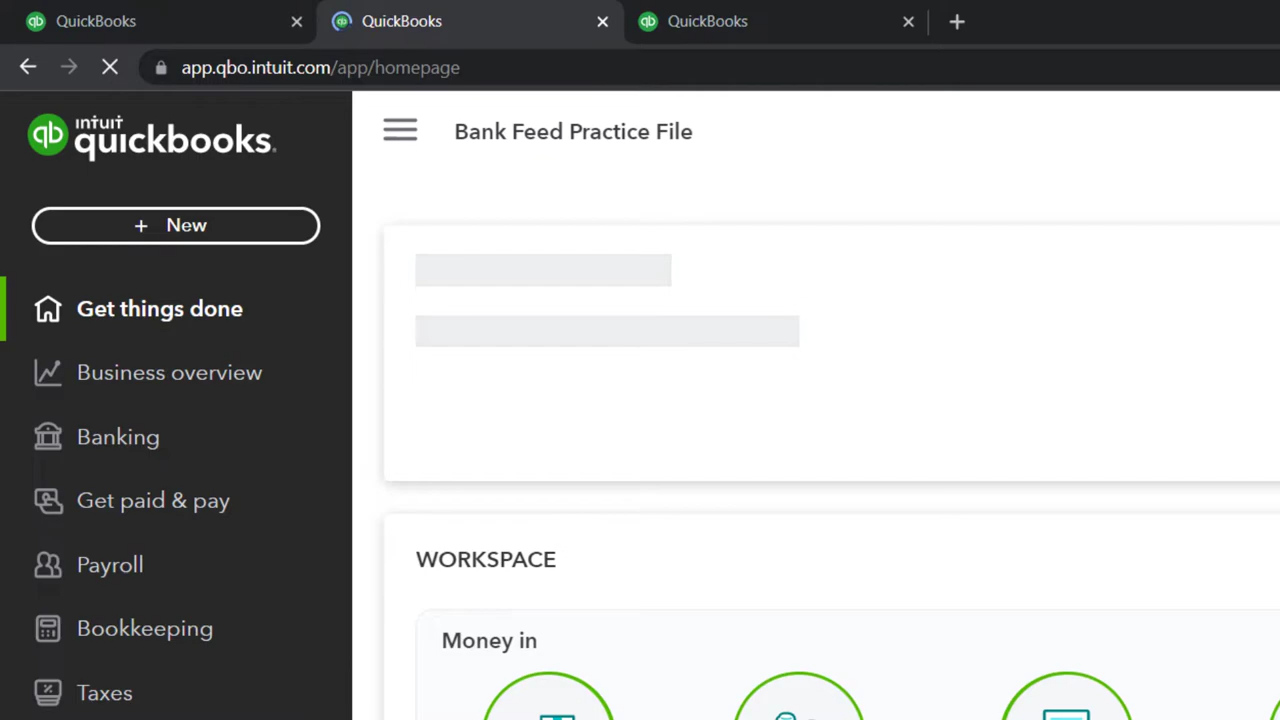 QuickBooks
QuickBooks
QuickBooks
app.qbo.intuit.com/app/homepage
intuit
quickbooks.
Bank Feed Practice File
+ New
Get things done
Business overview
Banking
Get paid & pay
Payroll
Bookkeeping
Taxes
WORKSPACE
Money in